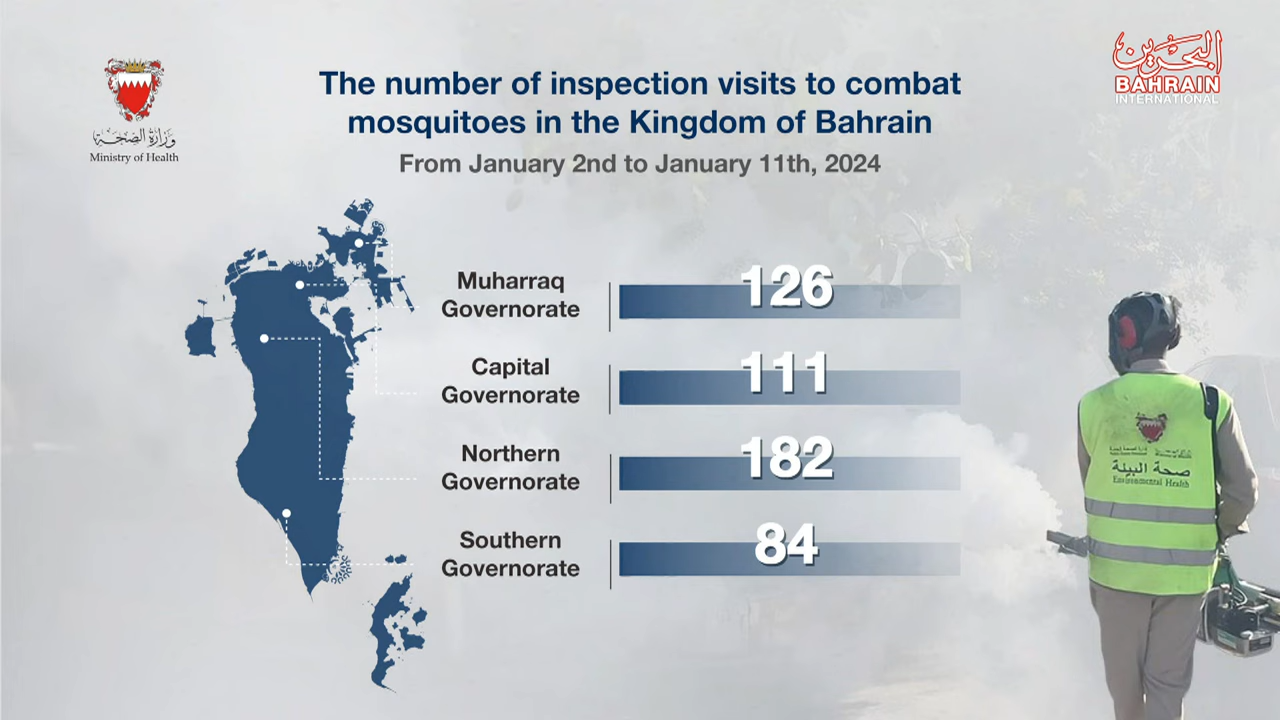 وزارة الصحة
Ministry of Health
The number of inspection visits to combat
mosquitoes in the Kingdom of Bahrain
From January 2nd to January 11th, 2024
البحرين
BAHRAIN
INTERNATIONAL
Muharraq
Governorate
126
Capital
Governorate
111
Northern
Governorate
182
Southern
Governorate
84
صحة البيئة
Environmental Health